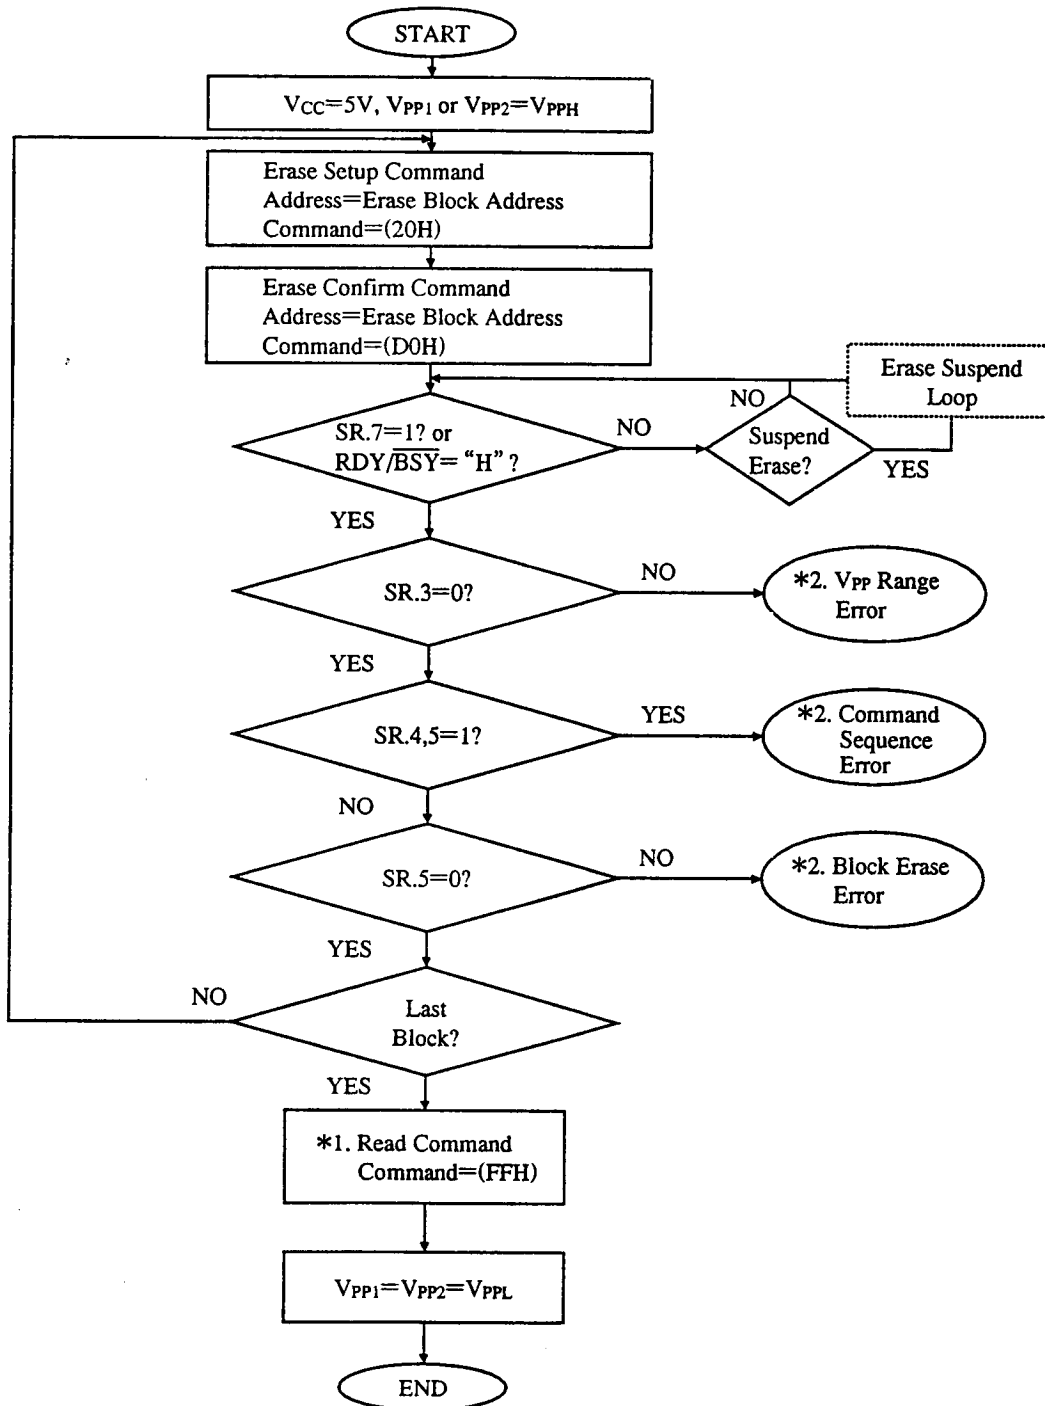 START
VCC=5V, VPP1 or VPP2=VPPH
Erase Setup Command
Address=Erase Block Address
Command=(20H)
Erase Confirm Command
Address=Erase Block Address
Command=(D0H)
Erase Suspend
Loop
NO
SR.7=1? or
RDY/B̅S̅Y̅= “H” ?
NO
Suspend
Erase?
YES
YES
SR.3=0?
NO
*2. VPP Range
Error
YES
SR.4,5=1?
YES
*2. Command
Sequence
Error
NO
SR.5=0?
NO
*2. Block Erase
Error
YES
NO
Last
Block?
YES
*1. Read Command
Command=(FFH)
VPP1=VPP2=VPPL
END